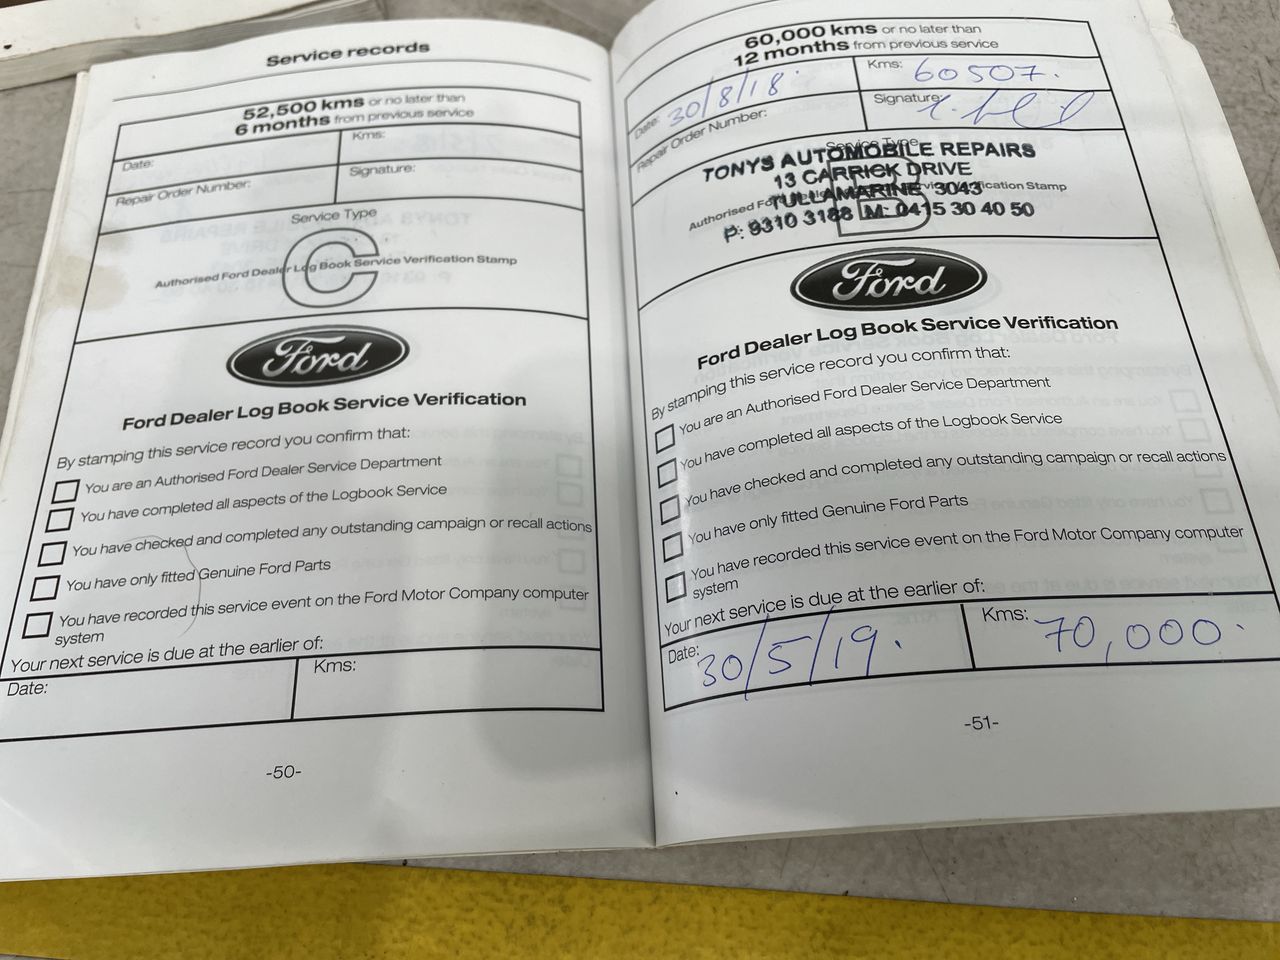 Service records
52,500 kms or no later than
6 months from previous service
Date:
Kms:
Repair Order Number:
Signature:
Service Type
C
Authorised Ford Dealer Log Book Service Verification Stamp
Ford
Ford Dealer Log Book Service Verification
By stamping this service record you confirm that:
You are an Authorised Ford Dealer Service Department
You have completed all aspects of the Logbook Service
You have checked and completed any outstanding campaign or recall actions
You have only fitted Genuine Ford Parts
You have recorded this service event on the Ford Motor Company computer
system
Your next service is due at the earlier of:
Date:
Kms:
-50-
60,000 kms or no later than
12 months from previous service
Date: 30/8/18.
Kms: 60507.
Repair Order Number:
Signature:
Service Type
TONYS AUTOMOBILE REPAIRS
13 CARRICK DRIVE
TULLAMARINE 3043
P: 9310 3188 M: 0415 30 40 50
Ford
Ford Dealer Log Book Service Verification
By stamping this service record you confirm that:
You are an Authorised Ford Dealer Service Department
You have completed all aspects of the Logbook Service
You have checked and completed any outstanding campaign or recall actions
You have only fitted Genuine Ford Parts
You have recorded this service event on the Ford Motor Company computer
system
Your next service is due at the earlier of:
Date: 30/5/19.
Kms: 70,000.
-51-